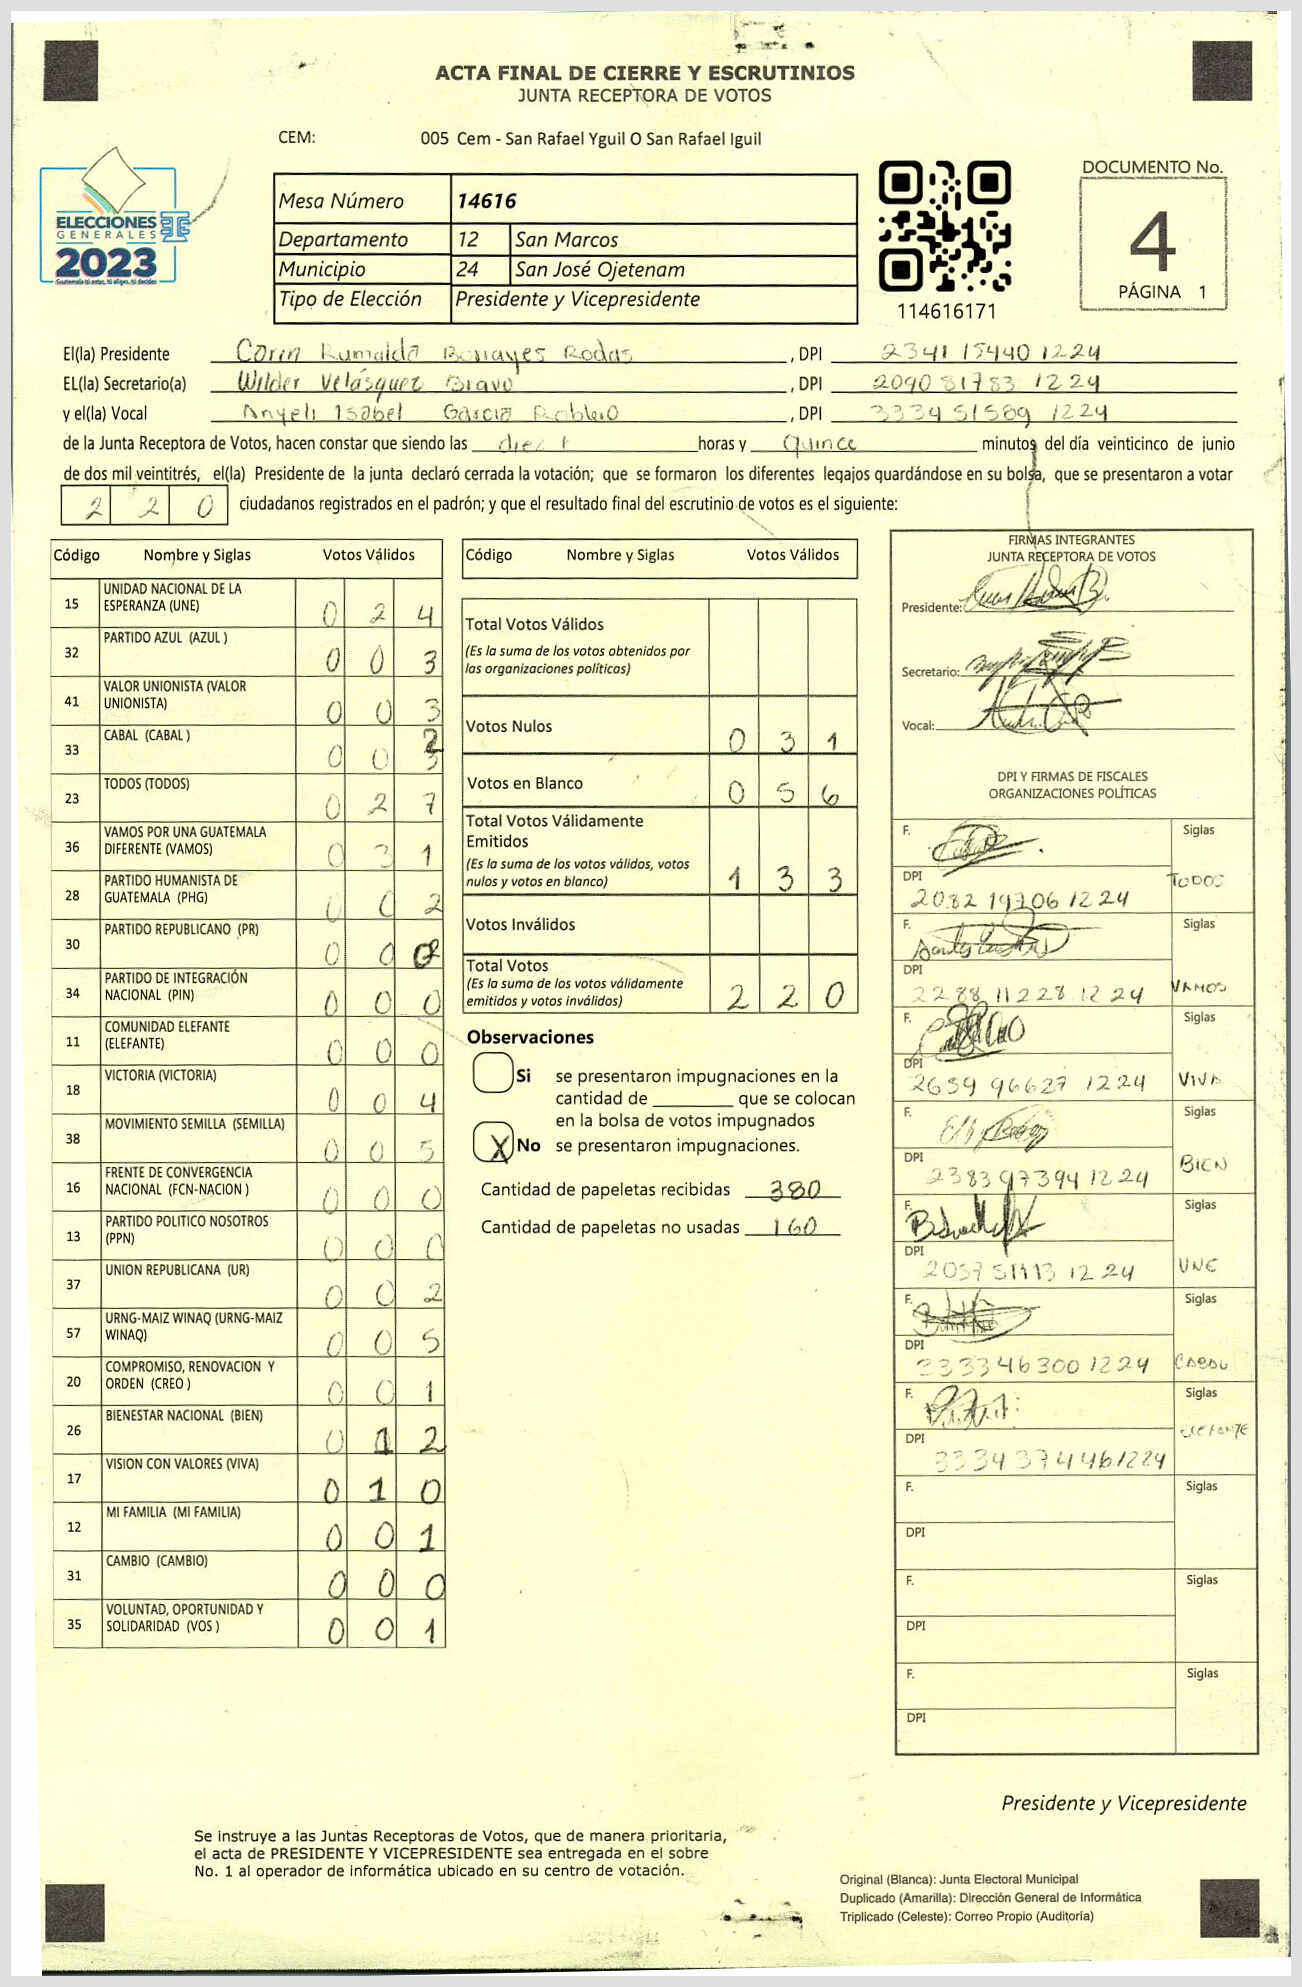 ACTA FINAL DE CIERRE Y ESCRUTINIOS
JUNTA RECEPTORA DE VOTOS
CEM: 005 Cem - San Rafael Yguil O San Rafael Iguil
ELECCIONES
GENERALES
2023
Guatemala tú eres, tú eliges, tú decides
Mesa Número 14616
Departamento 12 San Marcos
Municipio 24 San José Ojetenam
Tipo de Elección Presidente y Vicepresidente
114616171
DOCUMENTO No.
4
PÁGINA 1
El(la) Presidente Corin Rumalda Rodas , DPI 2341 15440 1224
EL(la) Secretario(a) Wilder Velásquez Bravo , DPI 2090 81783 1224
y el(la) Vocal Angeli Isabel Garcia Roblero , DPI 3334 51589 1224
de la Junta Receptora de Votos, hacen constar que siendo las horas y Quince minutos del día veinticinco de junio
de dos mil veintitrés, el(la) Presidente de la junta declaró cerrada la votación; que se formaron los diferentes legajos guardándose en su bolsa, que se presentaron a votar
2 2 0 ciudadanos registrados en el padrón; y que el resultado final del escrutinio de votos es el siguiente:
Código Nombre y Siglas Votos Válidos
15 UNIDAD NACIONAL DE LA
ESPERANZA (UNE) 0 2 4
32 PARTIDO AZUL (AZUL ) 0 0 3
41 VALOR UNIONISTA (VALOR
UNIONISTA) 0 0 3
33 CABAL (CABAL ) 0 0
23 TODOS (TODOS) 0 2 7
36 VAMOS POR UNA GUATEMALA
DIFERENTE (VAMOS) 0 3 1
28 PARTIDO HUMANISTA DE
GUATEMALA (PHG) 0 0 2
30 PARTIDO REPUBLICANO (PR) 0 0
34 PARTIDO DE INTEGRACIÓN
NACIONAL (PIN) 0 0 0
11 COMUNIDAD ELEFANTE
(ELEFANTE) 0 0 0
18 VICTORIA (VICTORIA) 0 0 4
38 MOVIMIENTO SEMILLA (SEMILLA) 0 0 5
16 FRENTE DE CONVERGENCIA
NACIONAL (FCN-NACION ) 0 0 0
13 PARTIDO POLITICO NOSOTROS
(PPN) 0 0 0
37 UNION REPUBLICANA (UR) 0 0 2
57 URNG-MAIZ WINAQ (URNG-MAIZ
WINAQ) 0 0 5
20 COMPROMISO, RENOVACION Y
ORDEN (CREO ) 0 0 1
26 BIENESTAR NACIONAL (BIEN) 0 1 2
17 VISION CON VALORES (VIVA) 0 1 0
12 MI FAMILIA (MI FAMILIA) 0 0 1
31 CAMBIO (CAMBIO) 0 0 0
35 VOLUNTAD, OPORTUNIDAD Y
SOLIDARIDAD (VOS ) 0 0 1
Código Nombre y Siglas Votos Válidos
Total Votos Válidos
(Es la suma de los votos obtenidos por
las organizaciones políticas)
Votos Nulos 0 3 1
Votos en Blanco 0 5 6
Total Votos Válidamente
Emitidos
(Es la suma de los votos válidos, votos
nulos y votos en blanco) 1 3 3
Votos Inválidos
Total Votos
(Es la suma de los votos válidamente
emitidos y votos inválidos) 2 2 0
Observaciones
Si se presentaron impugnaciones en la
cantidad de ________ que se colocan
en la bolsa de votos impugnados
X No se presentaron impugnaciones.
Cantidad de papeletas recibidas 380
Cantidad de papeletas no usadas 160
FIRMAS INTEGRANTES
JUNTA RECEPTORA DE VOTOS
Presidente:
Secretario:
Vocal:
DPI Y FIRMAS DE FISCALES
ORGANIZACIONES POLÍTICAS
F. Siglas
DPI TODOS
2082 19706 1224
F. Siglas
DPI
2288 11228 1224 VAMOS
F. Siglas
DPI
2659 96627 1224 VIVA
F. Siglas
DPI
2383 97394 1224 BIEN
F. Siglas
DPI
1224 UNE
F. Siglas
DPI
3333 46300 1224
F. Siglas
DPI ELEFANTE
3334 37446 1224
F. Siglas
DPI
F. Siglas
DPI
F. Siglas
DPI
Presidente y Vicepresidente
Se instruye a las Juntas Receptoras de Votos, que de manera prioritaria,
el acta de PRESIDENTE Y VICEPRESIDENTE sea entregada en el sobre
No. 1 al operador de informática ubicado en su centro de votación.
Original (Blanca): Junta Electoral Municipal
Duplicado (Amarilla): Dirección General de Informática
Triplicado (Celeste): Correo Propio (Auditoría)